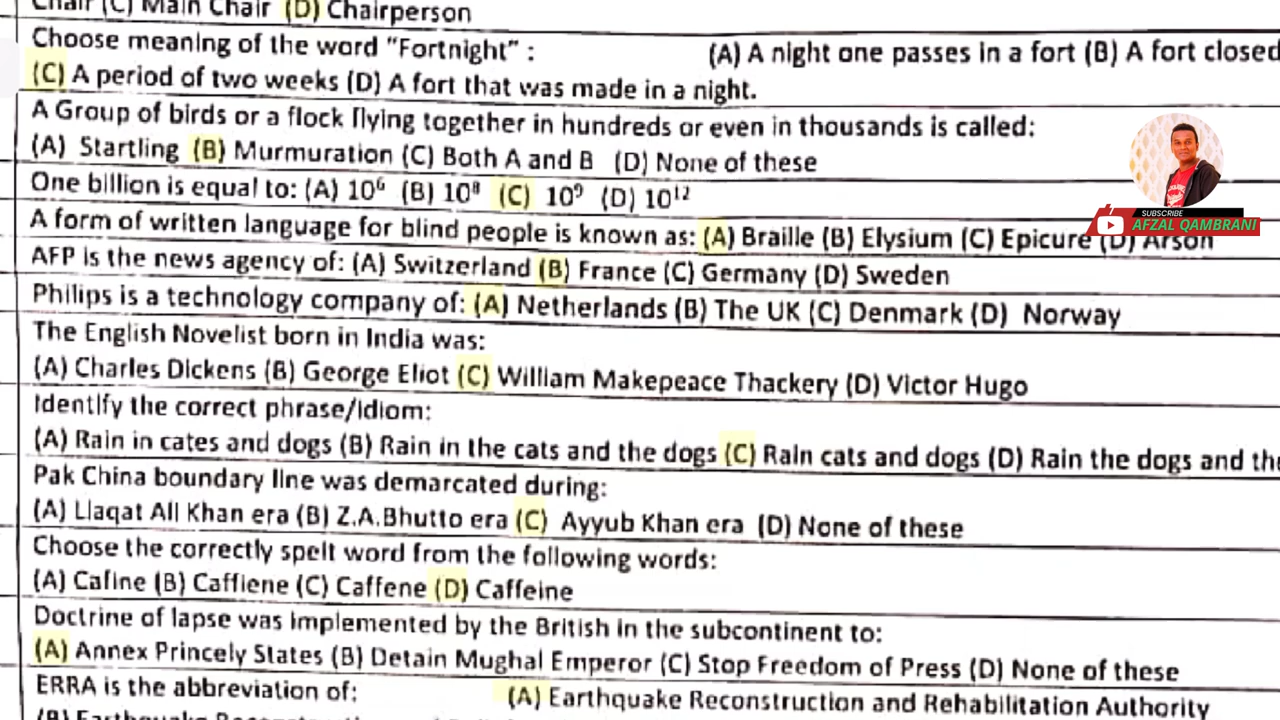 Chair (C) Main Chair (D) Chairperson
Choose meaning of the word "Fortnight" : (A) A night one passes in a fort (B) A fort closed
(C) A period of two weeks (D) A fort that was made in a night.
A Group of birds or a flock flying together in hundreds or even in thousands is called:
(A) Startling (B) Murmuration (C) Both A and B (D) None of these
One billion is equal to: (A) 10⁶ (B) 10⁸ (C) 10⁹ (D) 10¹²
A form of written language for blind people is known as: (A) Braille (B) Elysium (C) Epicure (D) Arson
AFP is the news agency of: (A) Switzerland (B) France (C) Germany (D) Sweden
Philips is a technology company of: (A) Netherlands (B) The UK (C) Denmark (D) Norway
The English Novelist born in India was:
(A) Charles Dickens (B) George Eliot (C) William Makepeace Thackery (D) Victor Hugo
Identify the correct phrase/Idiom:
(A) Rain in cates and dogs (B) Rain in the cats and the dogs (C) Rain cats and dogs (D) Rain the dogs and the
Pak China boundary line was demarcated during:
(A) Liaqat Ali Khan era (B) Z.A.Bhutto era (C) Ayyub Khan era (D) None of these
Choose the correctly spelt word from the following words:
(A) Cafine (B) Caffiene (C) Caffene (D) Caffeine
Doctrine of lapse was implemented by the British in the subcontinent to:
(A) Annex Princely States (B) Detain Mughal Emperor (C) Stop Freedom of Press (D) None of these
ERRA is the abbreviation of: (A) Earthquake Reconstruction and Rehabilitation Authority
(B) Earthquake
SUBSCRIBE
AFZAL QAMBRANI